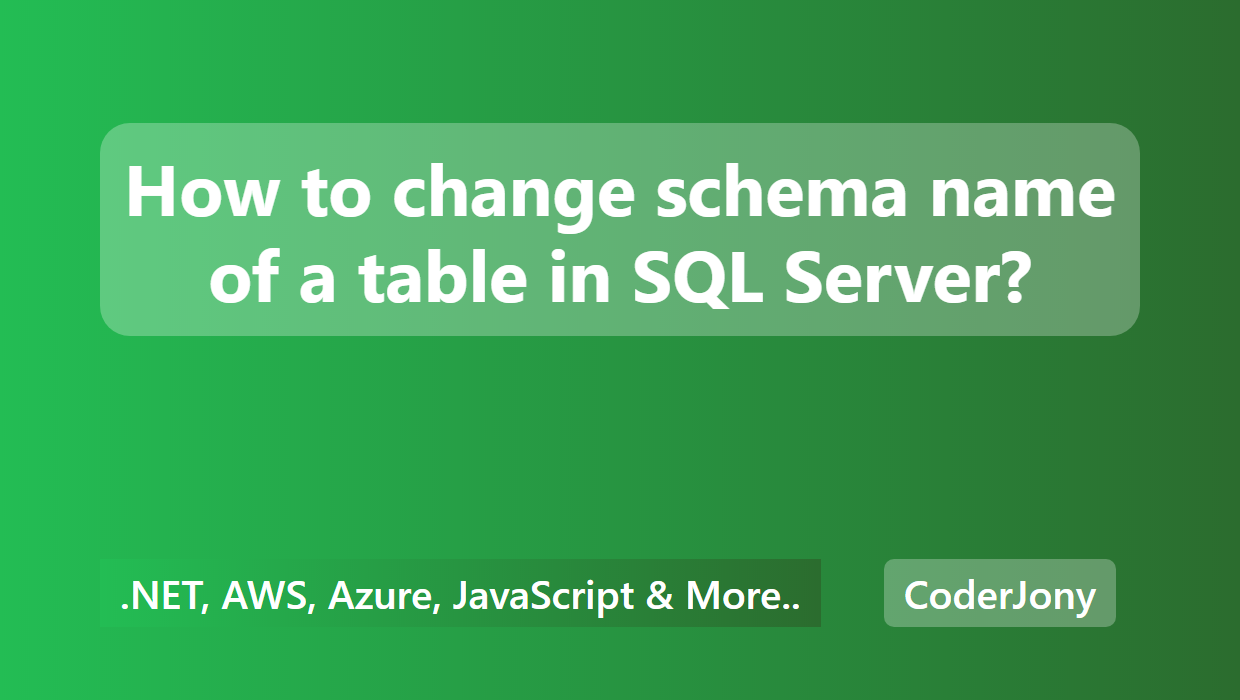 How to change schema name
of a table in SQL Server?
.NET, AWS, Azure, JavaScript & More..
CoderJony